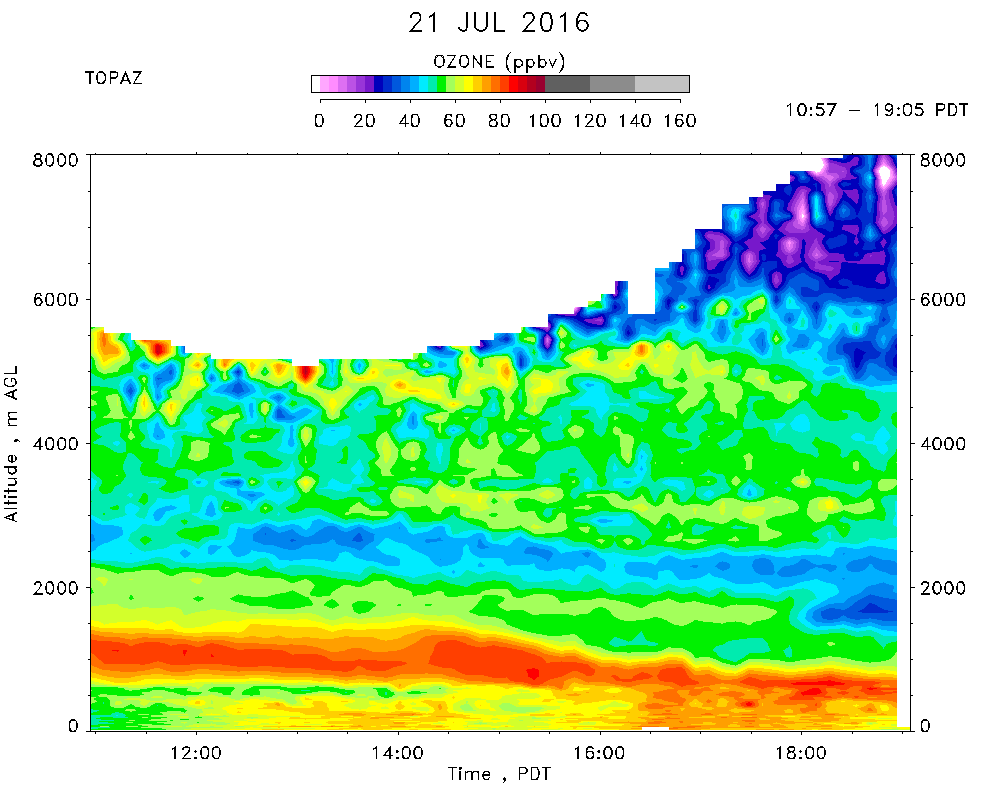 21 JUL 2016
OZONE (ppbv)
TOPAZ
0 20 40 60 80 100 120 140 160
10:57 – 19:05 PDT
8000 8000
6000 6000
4000 4000
2000 2000
0 0
Altitude , m AGL
12:00 14:00 16:00 18:00
Time , PDT